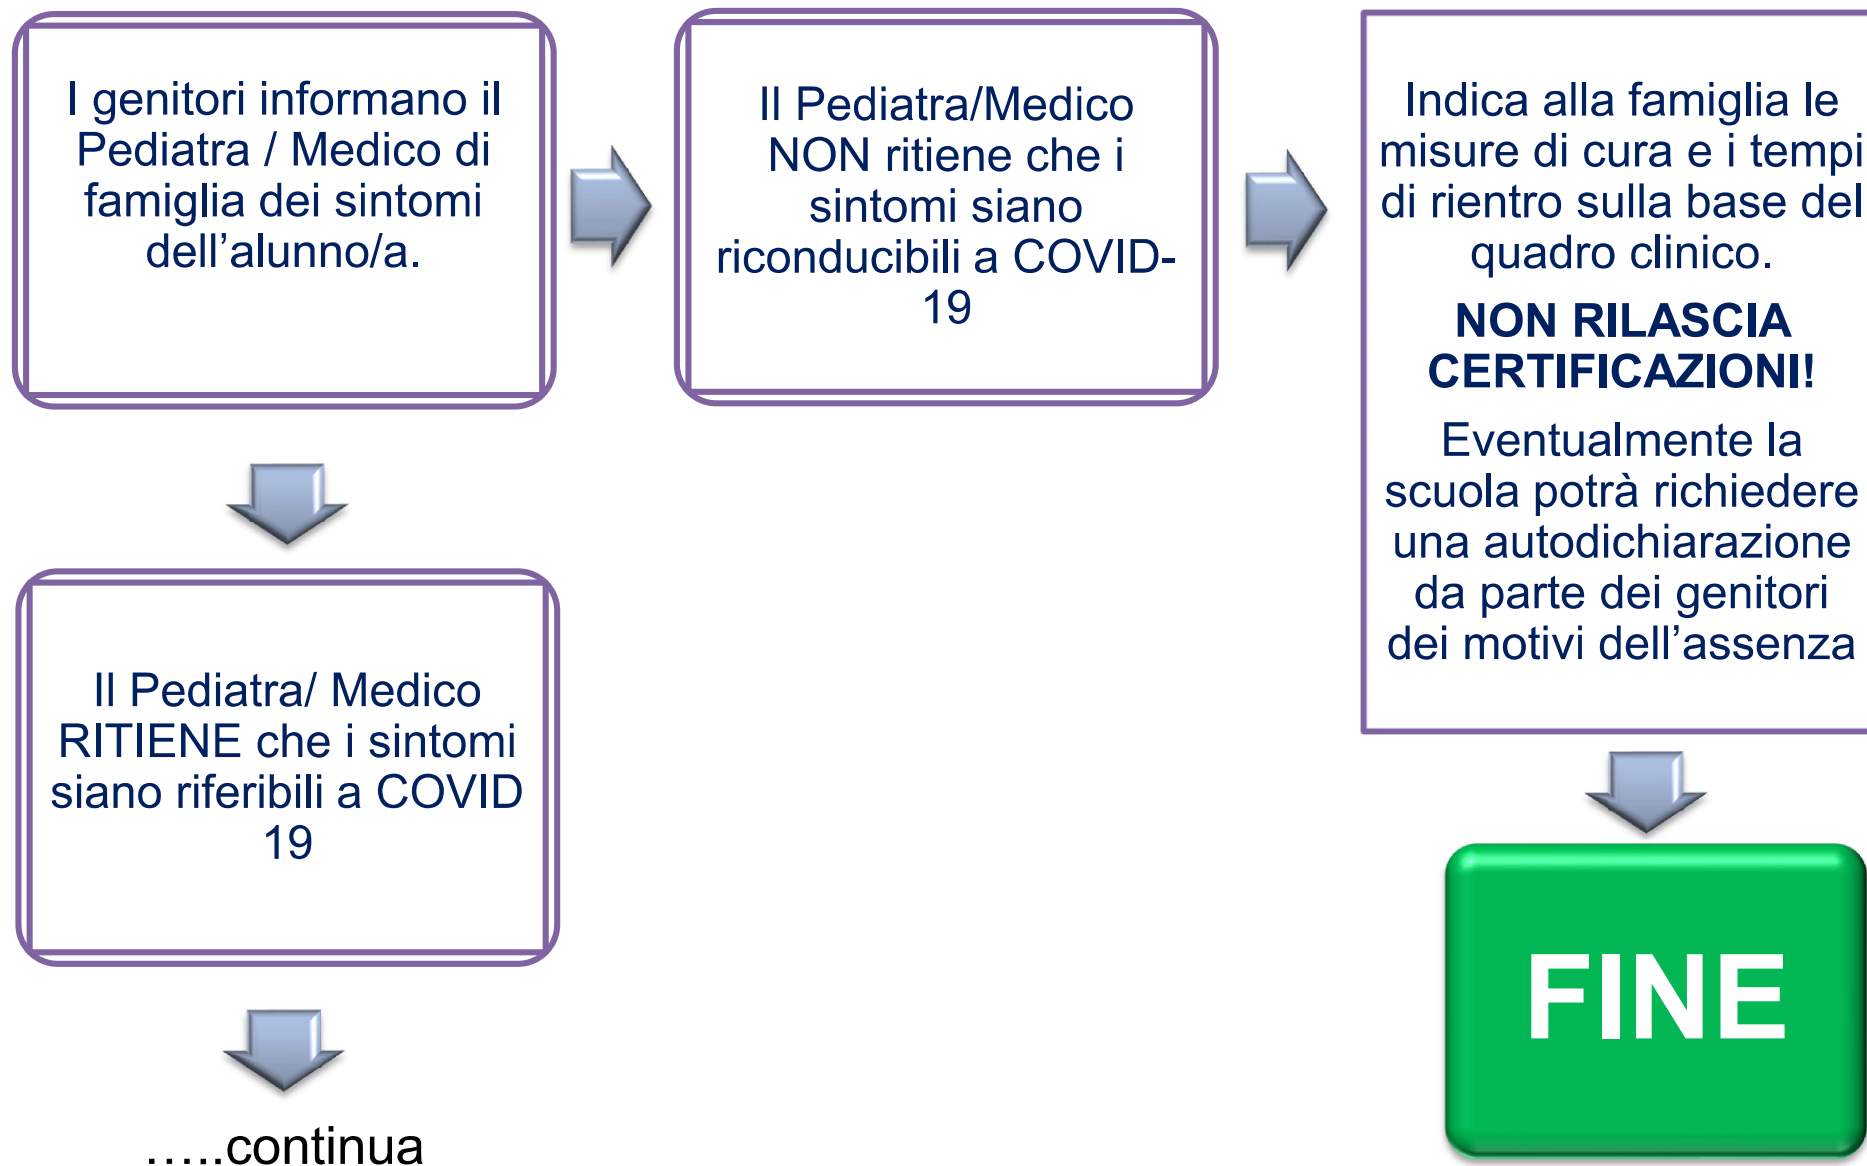 I genitori informano il
Pediatra / Medico di
famiglia dei sintomi
dell’alunno/a.
Il Pediatra/Medico
NON ritiene che i
sintomi siano
riconducibili a COVID-
19
Indica alla famiglia le
misure di cura e i tempi
di rientro sulla base del
quadro clinico.
NON RILASCIA
CERTIFICAZIONI!
Eventualmente la
scuola potrà richiedere
una autodichiarazione
da parte dei genitori
dei motivi dell’assenza
Il Pediatra/ Medico
RITIENE che i sintomi
siano riferibili a COVID
19
FINE
…..continua